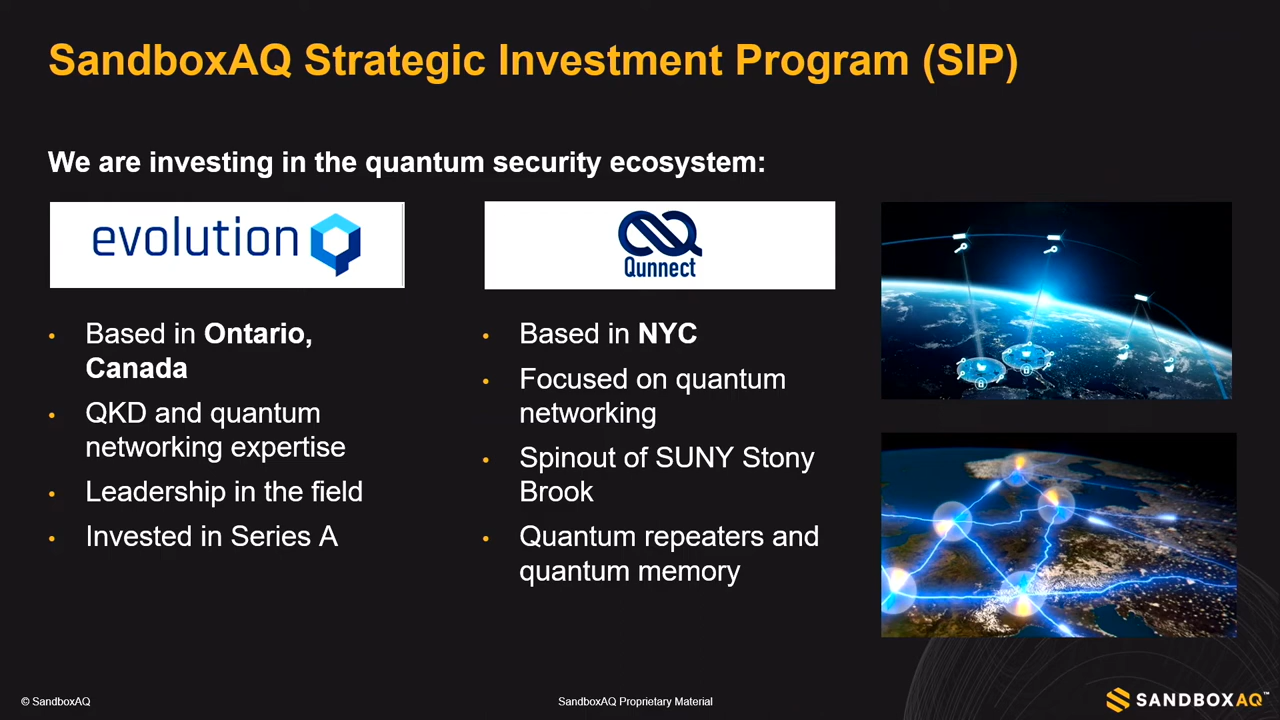 SandboxAQ Strategic Investment Program (SIP)
We are investing in the quantum security ecosystem:
evolution
• Based in Ontario,
Canada
• QKD and quantum
networking expertise
• Leadership in the field
• Invested in Series A
Qunnect
• Based in NYC
• Focused on quantum
networking
• Spinout of SUNY Stony
Brook
• Quantum repeaters and
quantum memory
© SandboxAQ
SandboxAQ Proprietary Material
SANDBOXAQ™